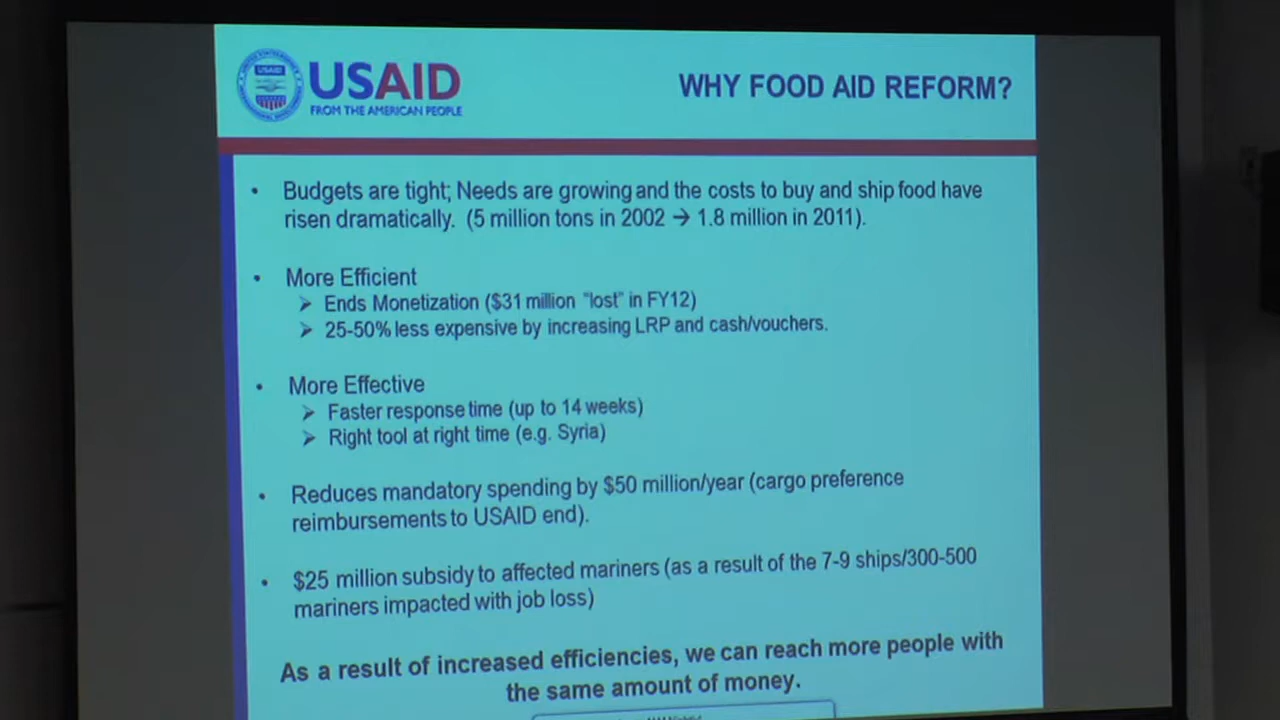 USAID
FROM THE AMERICAN PEOPLE
WHY FOOD AID REFORM?
• Budgets are tight; Needs are growing and the costs to buy and ship food have
risen dramatically. (5 million tons in 2002 → 1.8 million in 2011).
• More Efficient
➢ Ends Monetization ($31 million "lost" in FY12)
➢ 25-50% less expensive by increasing LRP and cash/vouchers.
• More Effective
➢ Faster response time (up to 14 weeks)
➢ Right tool at right time (e.g. Syria)
• Reduces mandatory spending by $50 million/year (cargo preference
reimbursements to USAID end).
• $25 million subsidy to affected mariners (as a result of the 7-9 ships/300-500
mariners impacted with job loss)
As a result of increased efficiencies, we can reach more people with
the same amount of money.